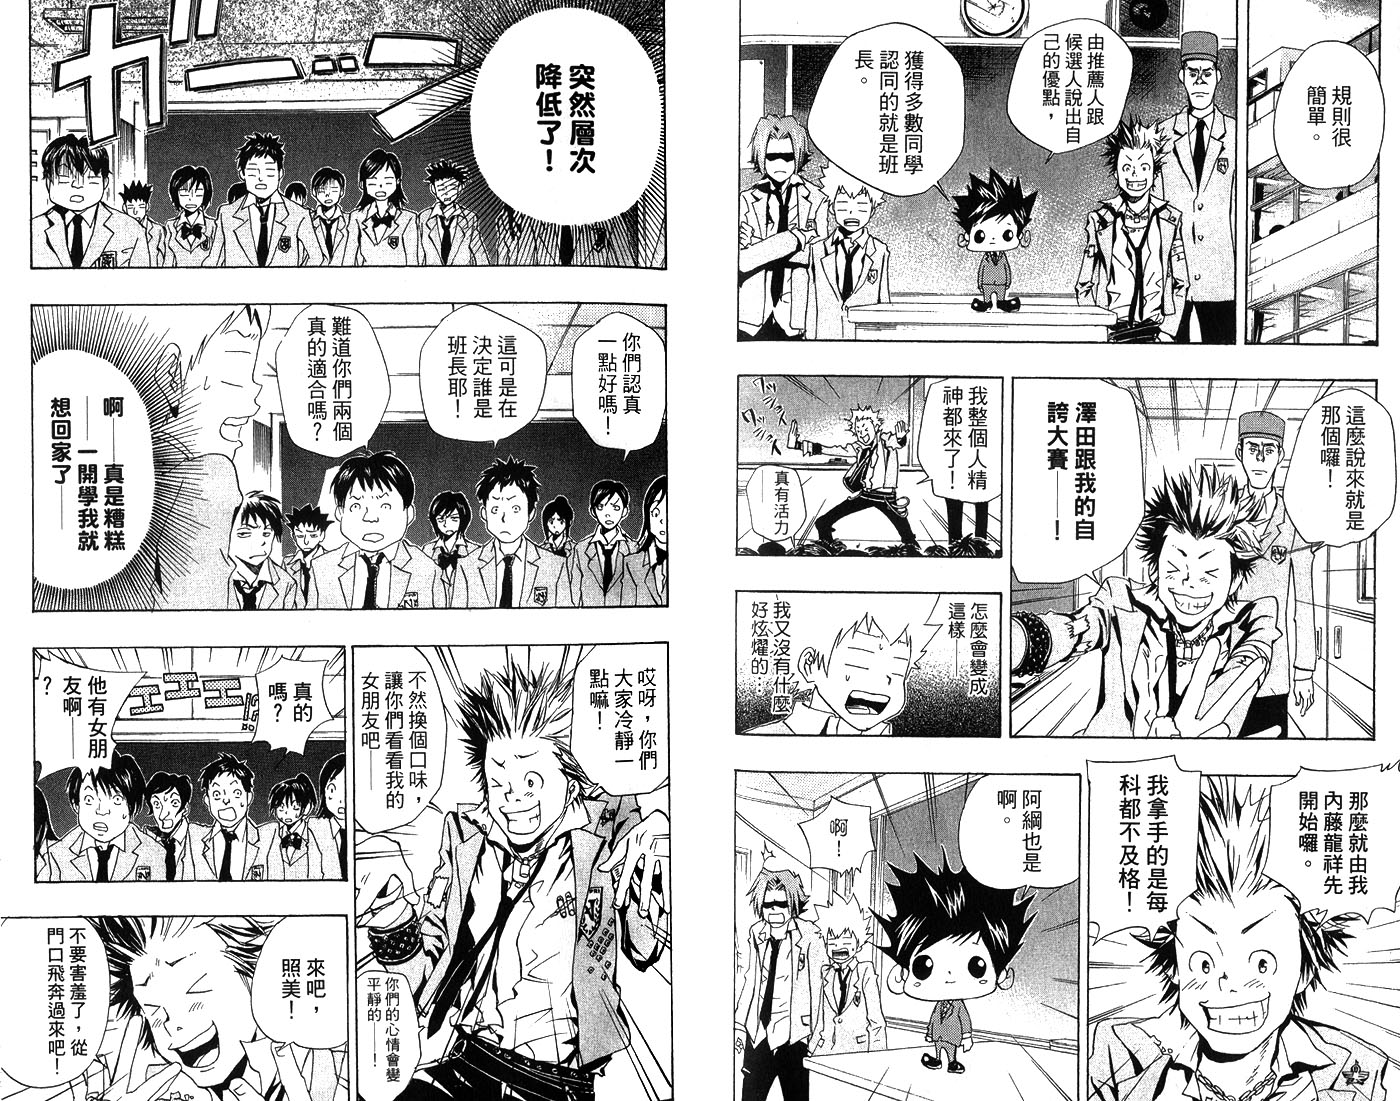 規則很
簡單。
由推薦人跟
候選人說出自
己的優點，
獲得多數同學
認同的就是班
長。
這麼說來就是
那個囉！
澤田跟我的自
誇大賽——！
我整個人精
神都來了！
ワッ
ワッ
真有活力
怎麼會變成
這樣——
我又沒有什麼
好炫耀的…
那麼就由我
內藤龍祥先
開始囉。
我拿手的是每
科都不及格！
阿綱也是
啊。
啊！
突然層次
降低了！
ガーーン
你們認真
一點好嗎！
這可是在
決定誰是
班長耶！
難道你們兩個
真的適合嗎？
啊——真是糟糕
——一開學我就
想回家了——
哎呀，你們
大家冷靜一
點嘛！
不然換個口味，
讓你們看看我的
女朋友吧——
你們的心情會變
平靜的——！
真的
嗎？
他有女朋
友啊——
？
來吧，
照美！
不要害羞了，從
門口飛奔過來吧！